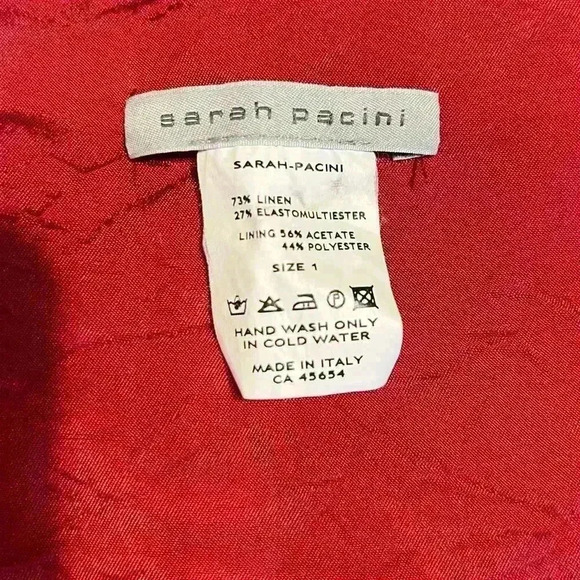 sarah pacini
SARAH-PACINI
73% LINEN
27% ELASTOMULTIESTER
LINING 56% ACETATE
44% POLYESTER
SIZE 1
P
HAND WASH ONLY
IN COLD WATER
MADE IN ITALY
CA 45654